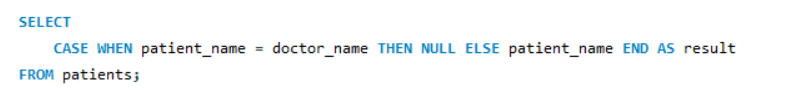 SELECT
    CASE WHEN patient_name = doctor_name THEN NULL ELSE patient_name END AS result
FROM patients;